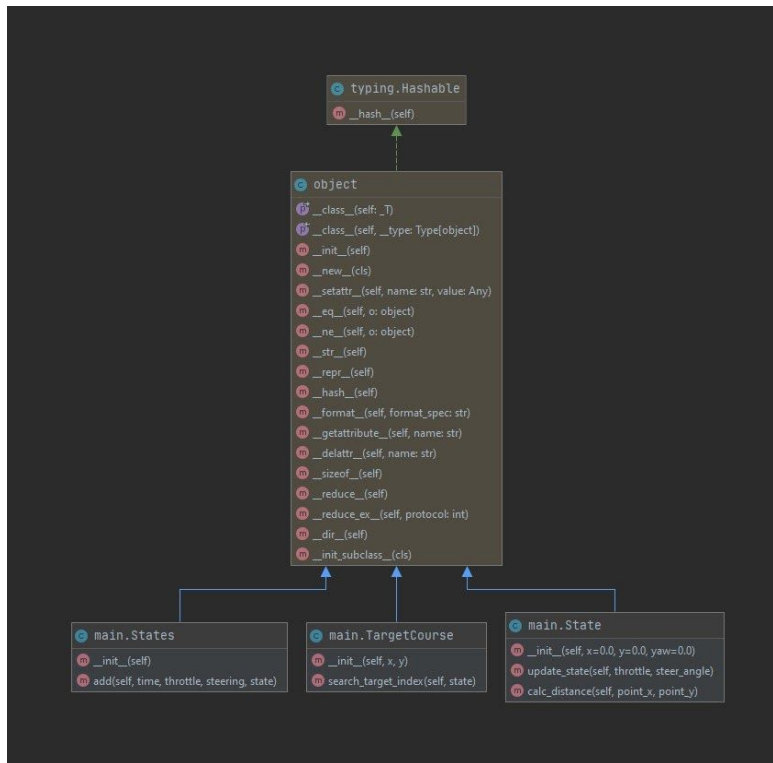 typing.Hashable
__hash__(self)
object
__class__(self: _T)
__class__(self, __type: Type[object])
__init__(self)
__new__(cls)
__setattr__(self, name: str, value: Any)
__eq__(self, o: object)
__ne__(self, o: object)
__str__(self)
__repr__(self)
__hash__(self)
__format__(self, format_spec: str)
__getattribute__(self, name: str)
__delattr__(self, name: str)
__sizeof__(self)
__reduce__(self)
__reduce_ex__(self, protocol: int)
__dir__(self)
__init_subclass__(cls)
main.States
__init__(self)
add(self, time, throttle, steering, state)
main.TargetCourse
__init__(self, x, y)
search_target_index(self, state)
main.State
__init__(self, x=0.0, y=0.0, yaw=0.0)
update_state(self, throttle, steer_angle)
calc_distance(self, point_x, point_y)